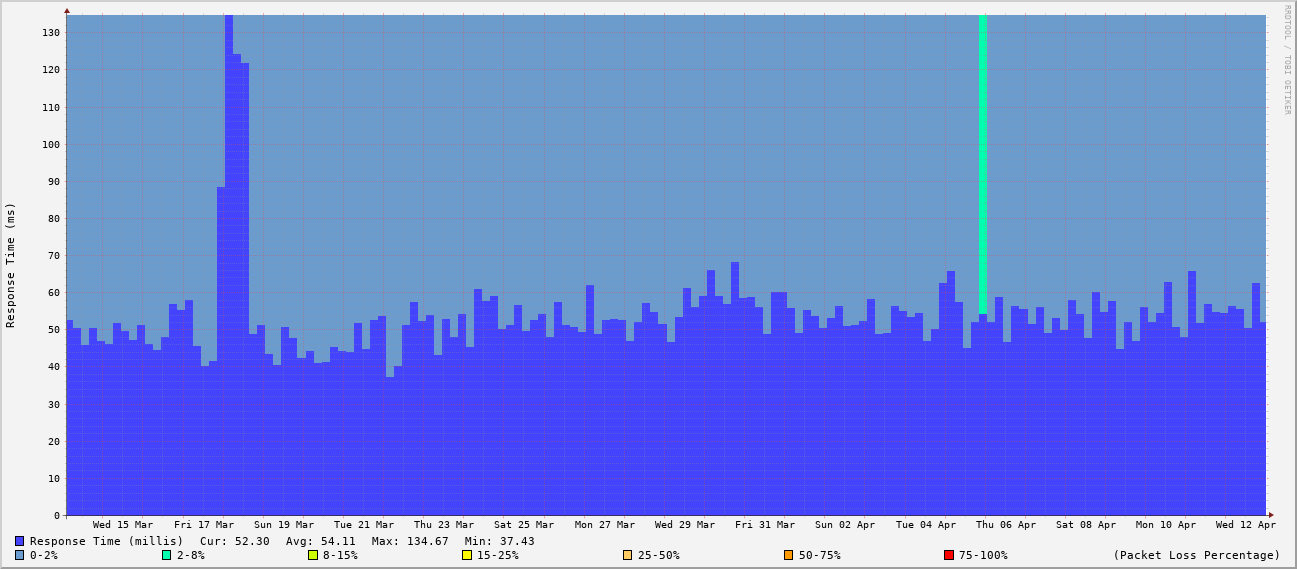 RRDTOOL / TOBI OETIKER
Response Time (ms)
130
120
110
100
90
80
70
60
50
40
30
20
10
0
Wed 15 Mar Fri 17 Mar Sun 19 Mar Tue 21 Mar Thu 23 Mar Sat 25 Mar Mon 27 Mar Wed 29 Mar Fri 31 Mar Sun 02 Apr Tue 04 Apr Thu 06 Apr Sat 08 Apr Mon 10 Apr Wed 12 Apr
Response Time (millis) Cur: 52.30 Avg: 54.11 Max: 134.67 Min: 37.43
0-2% 2-8% 8-15% 15-25% 25-50% 50-75% 75-100% (Packet Loss Percentage)